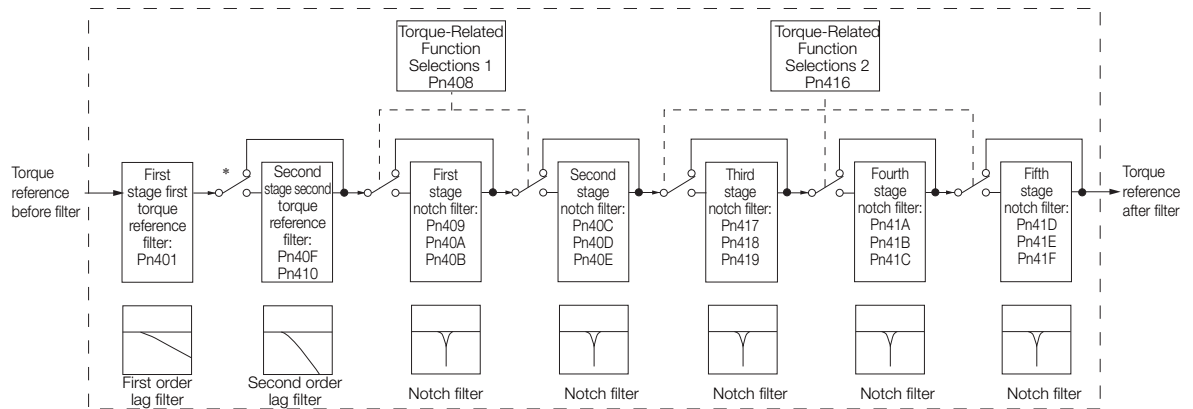 Torque-Related
Function
Selections 1
Pn408
Torque-Related
Function
Selections 2
Pn416
Torque
reference
before filter
First
stage first
torque
reference
filter:
Pn401
*
Second
stage second
torque
reference
filter:
Pn40F
Pn410
First
stage
notch filter:
Pn409
Pn40A
Pn40B
Second
stage
notch filter:
Pn40C
Pn40D
Pn40E
Third
stage
notch filter:
Pn417
Pn418
Pn419
Fourth
stage
notch filter:
Pn41A
Pn41B
Pn41C
Fifth
stage
notch filter:
Pn41D
Pn41E
Pn41F
Torque
reference
after filter
First order
lag filter
Second order
lag filter
Notch filter
Notch filter
Notch filter
Notch filter
Notch filter